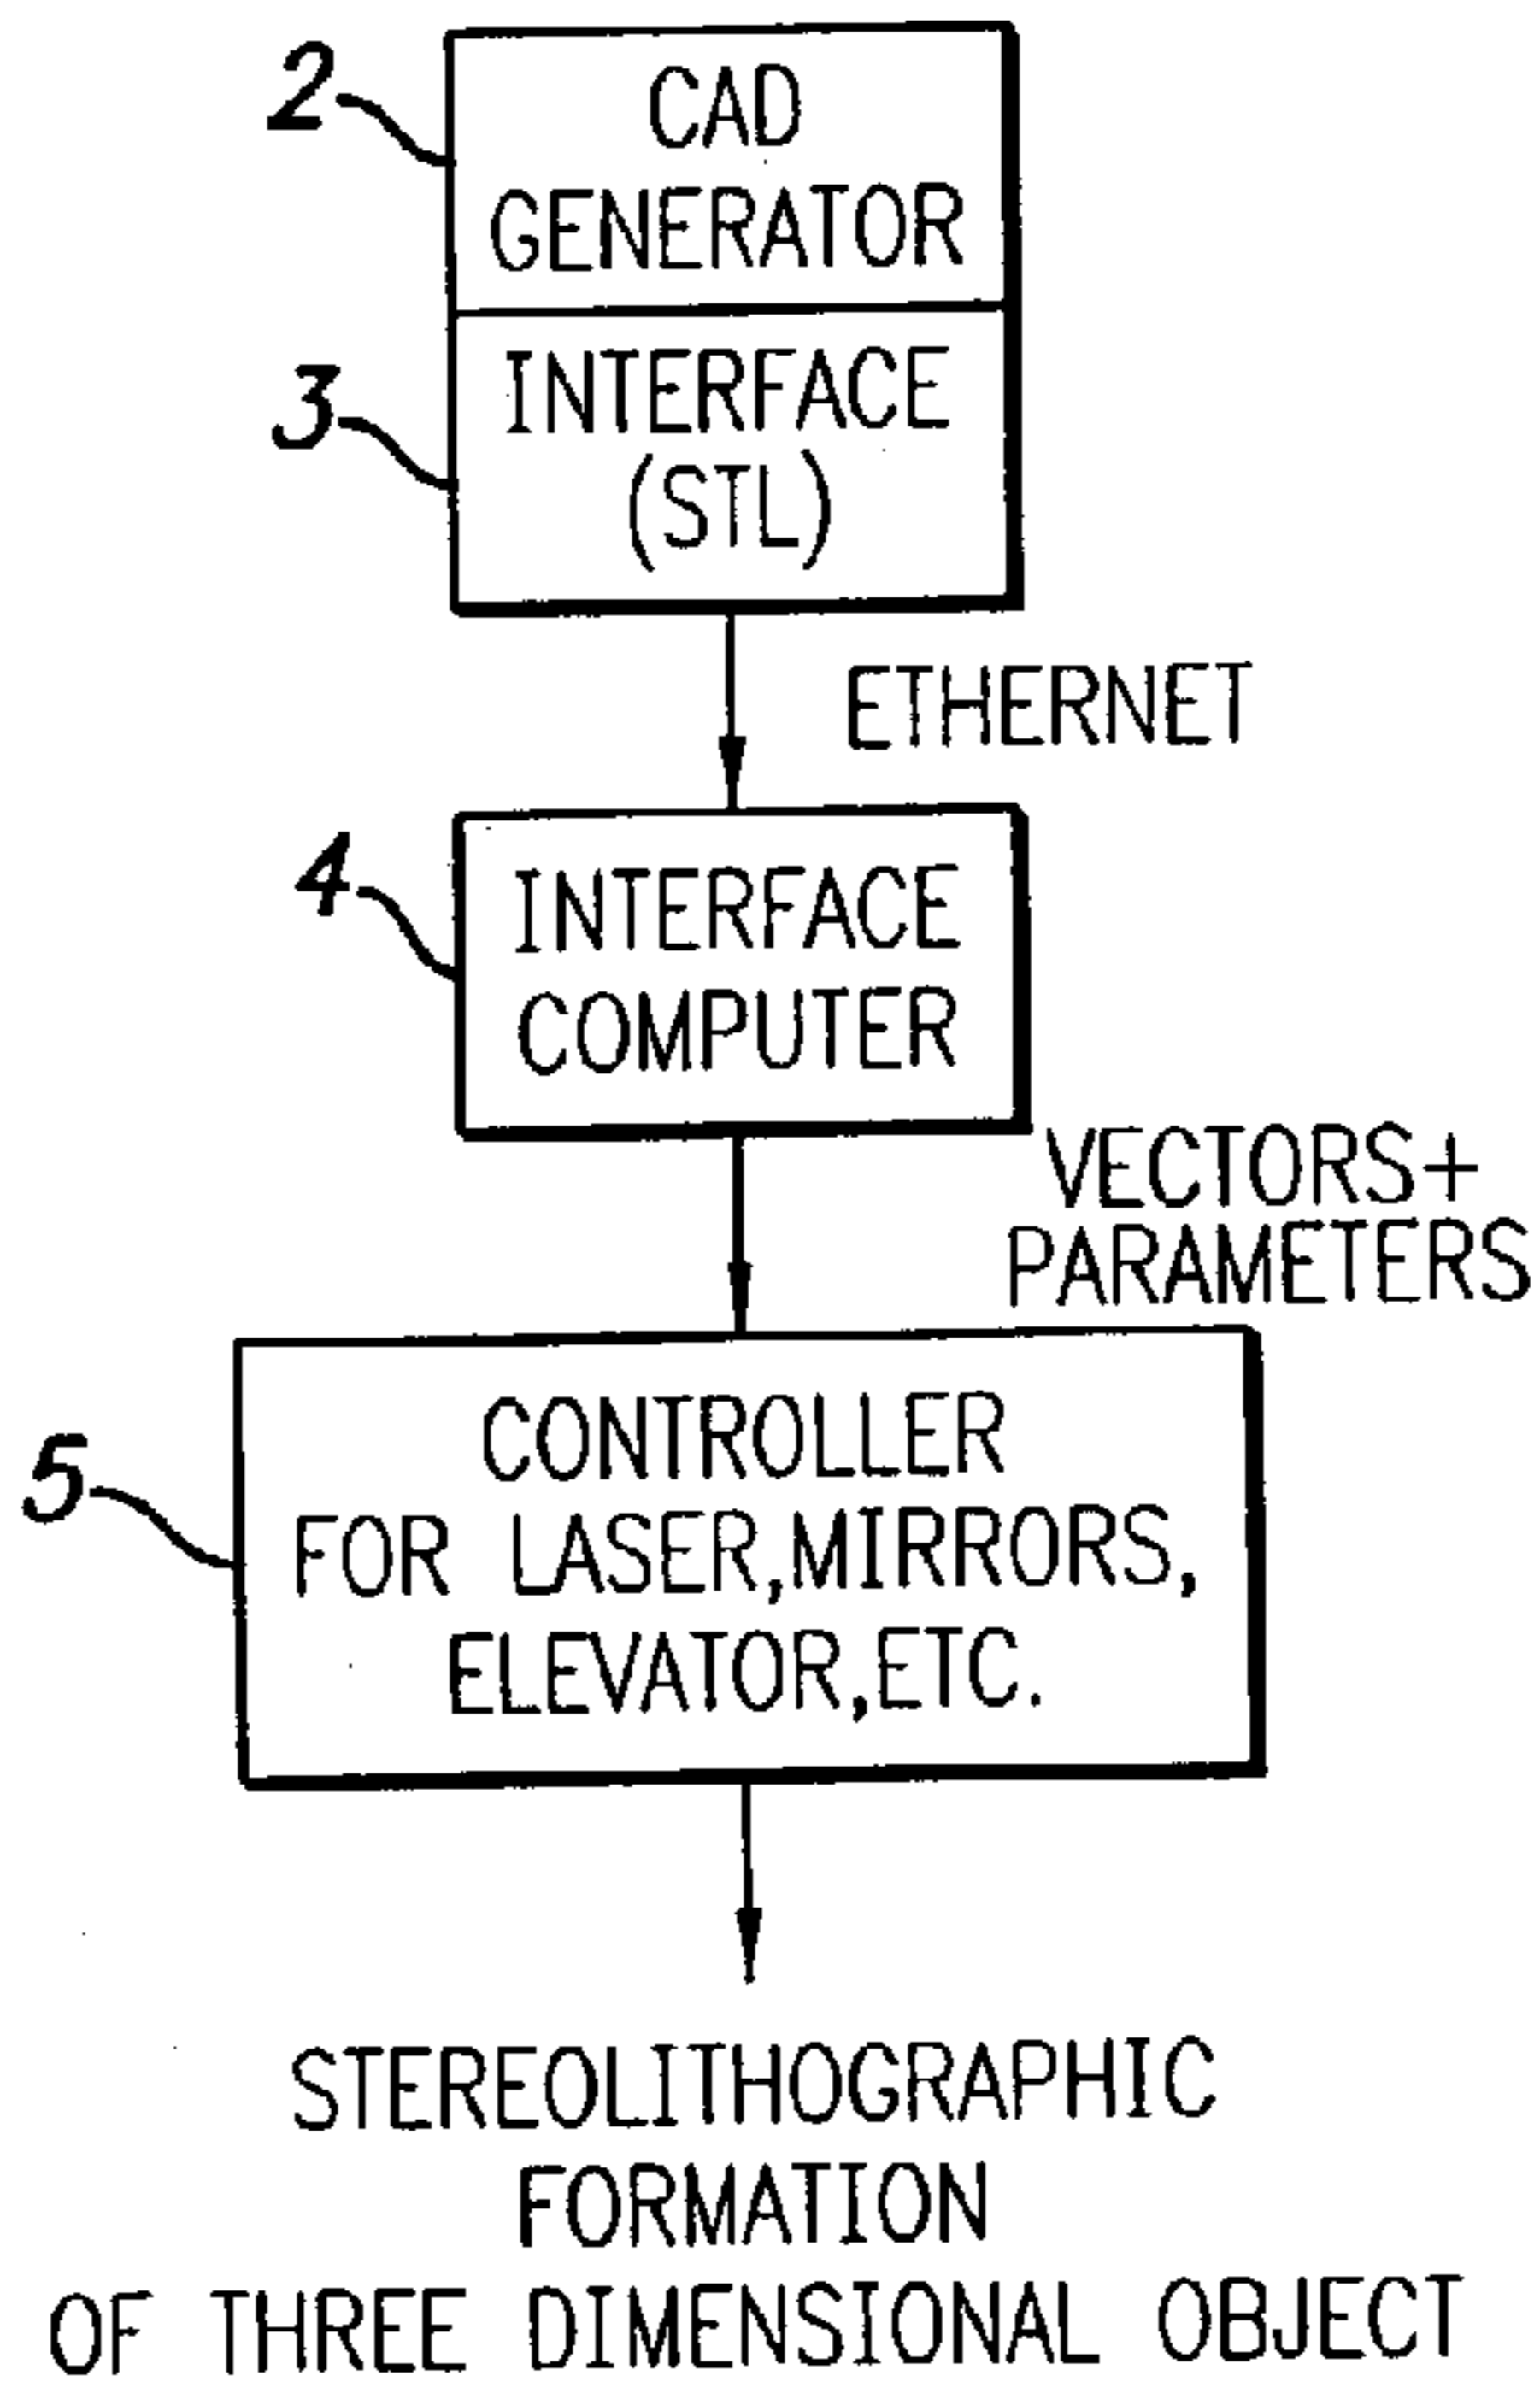 2
CAD
GENERATOR
3
INTERFACE
(STL)
ETHERNET
4
INTERFACE
COMPUTER
VECTORS+
PARAMETERS
5
CONTROLLER
FOR LASER,MIRRORS,
ELEVATOR,ETC.
STEREOLITHOGRAPHIC
FORMATION
OF THREE DIMENSIONAL OBJECT